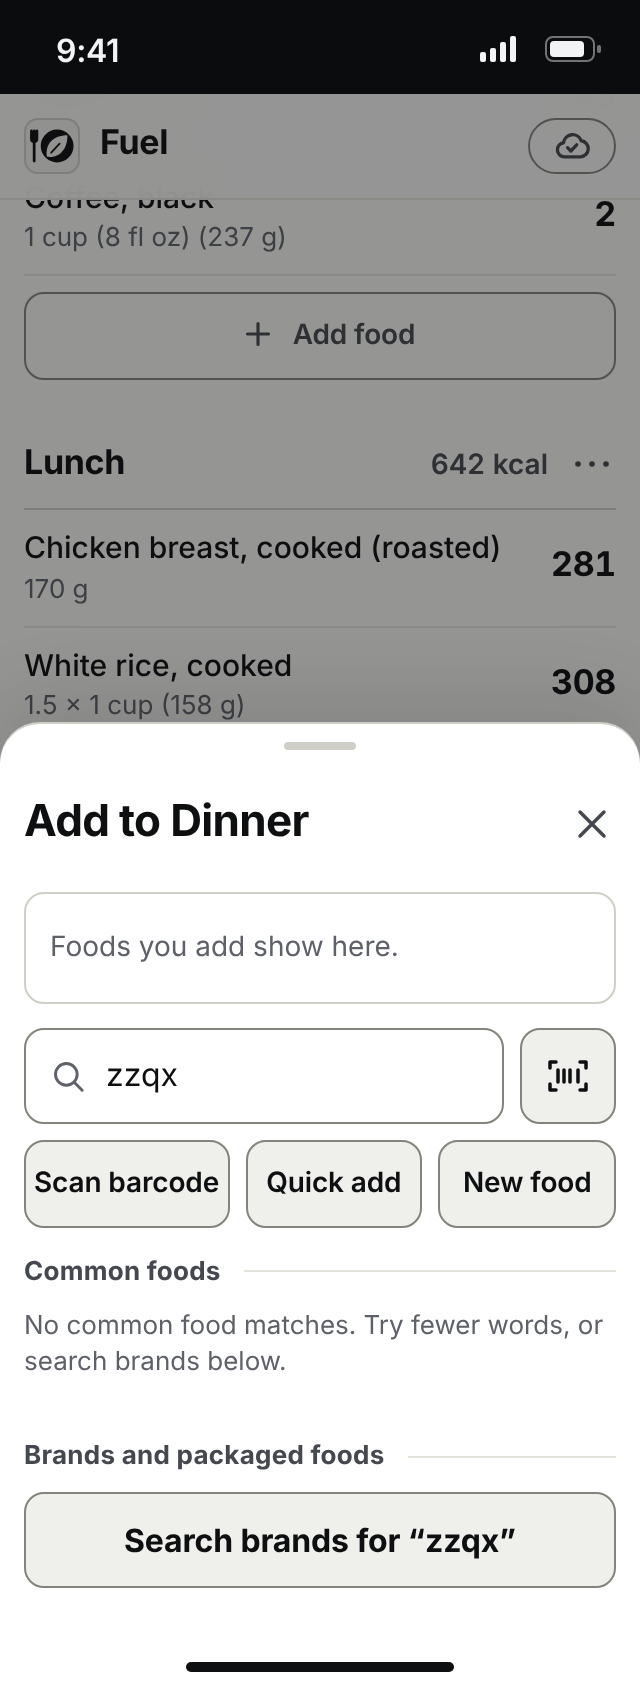 9:41
Fuel
Coffee, black
2
1 cup (8 fl oz) (237 g)
Add food
Lunch
642 kcal
Chicken breast, cooked (roasted)
281
170 g
White rice, cooked
308
1.5 × 1 cup (158 g)
Add to Dinner
Foods you add show here.
zzqx
Scan barcode
Quick add
New food
Common foods
No common food matches. Try fewer words, or
search brands below.
Brands and packaged foods
Search brands for “zzqx”